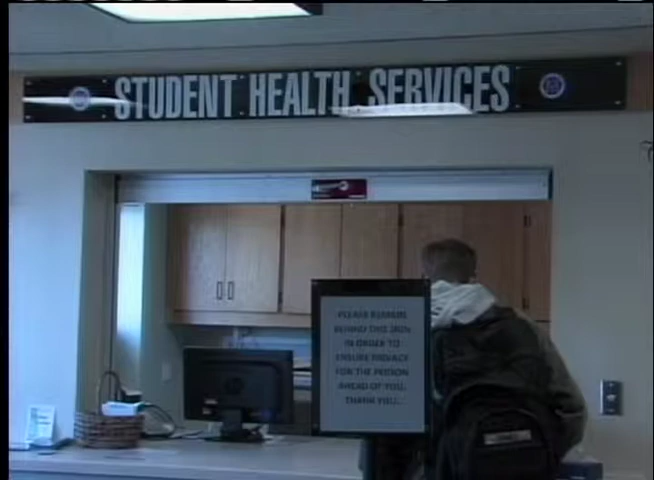 STUDENT HEALTH SERVICES
PLEASE REMAIN
BEHIND THIS SIGN
IN ORDER TO
ENSURE PRIVACY
FOR THE PERSON
AHEAD OF YOU.
THANK YOU...